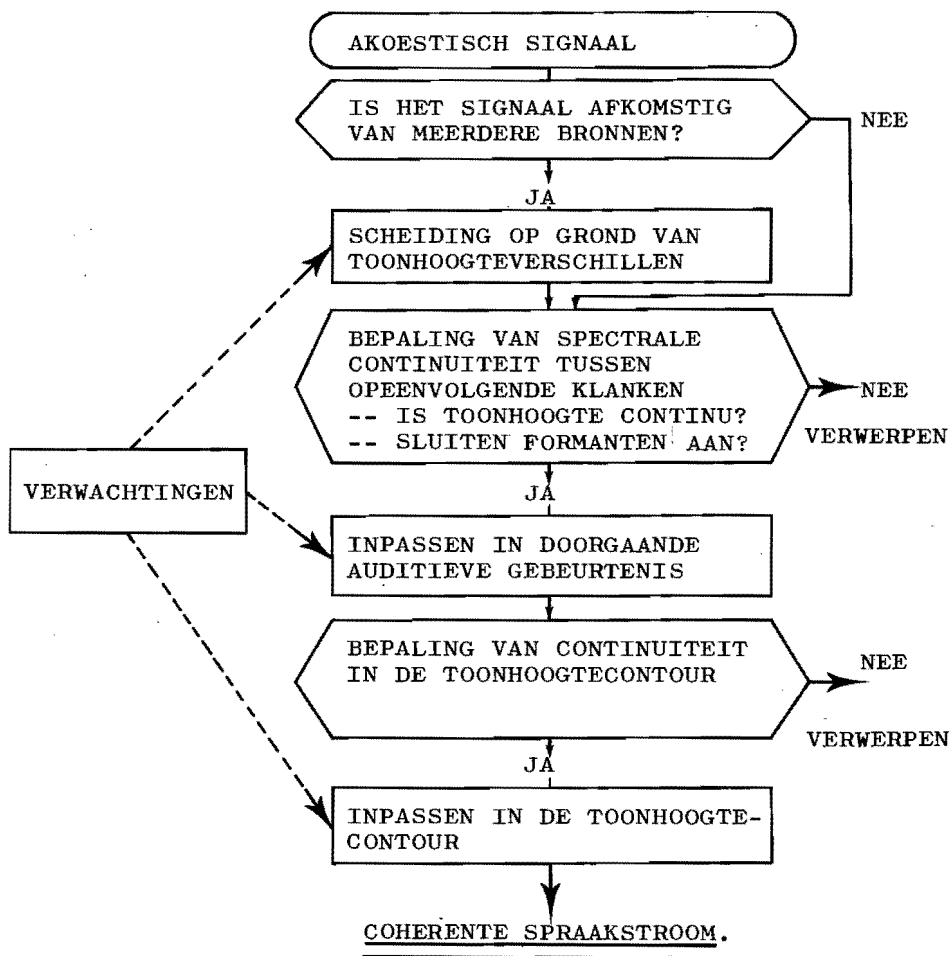 AKOESTISCH SIGNAAL
IS HET SIGNAAL AFKOMSTIG
VAN MEERDERE BRONNEN?
NEE
JA
SCHEIDING OP GROND VAN
TOONHOOGTEVERSCHILLEN
BEPALING VAN SPECTRALE
CONTINUITEIT TUSSEN
OPEENVOLGENDE KLANKEN
-- IS TOONHOOGTE CONTINU?
-- SLUITEN FORMANTEN AAN?
NEE
VERWERPEN
VERWACHTINGEN
JA
INPASSEN IN DOORGAANDE
AUDITIEVE GEBEURTENIS
BEPALING VAN CONTINUITEIT
IN DE TOONHOOGTECONTOUR
NEE
VERWERPEN
JA
INPASSEN IN DE TOONHOOGTE-
CONTOUR
COHERENTE SPRAAKSTROOM.